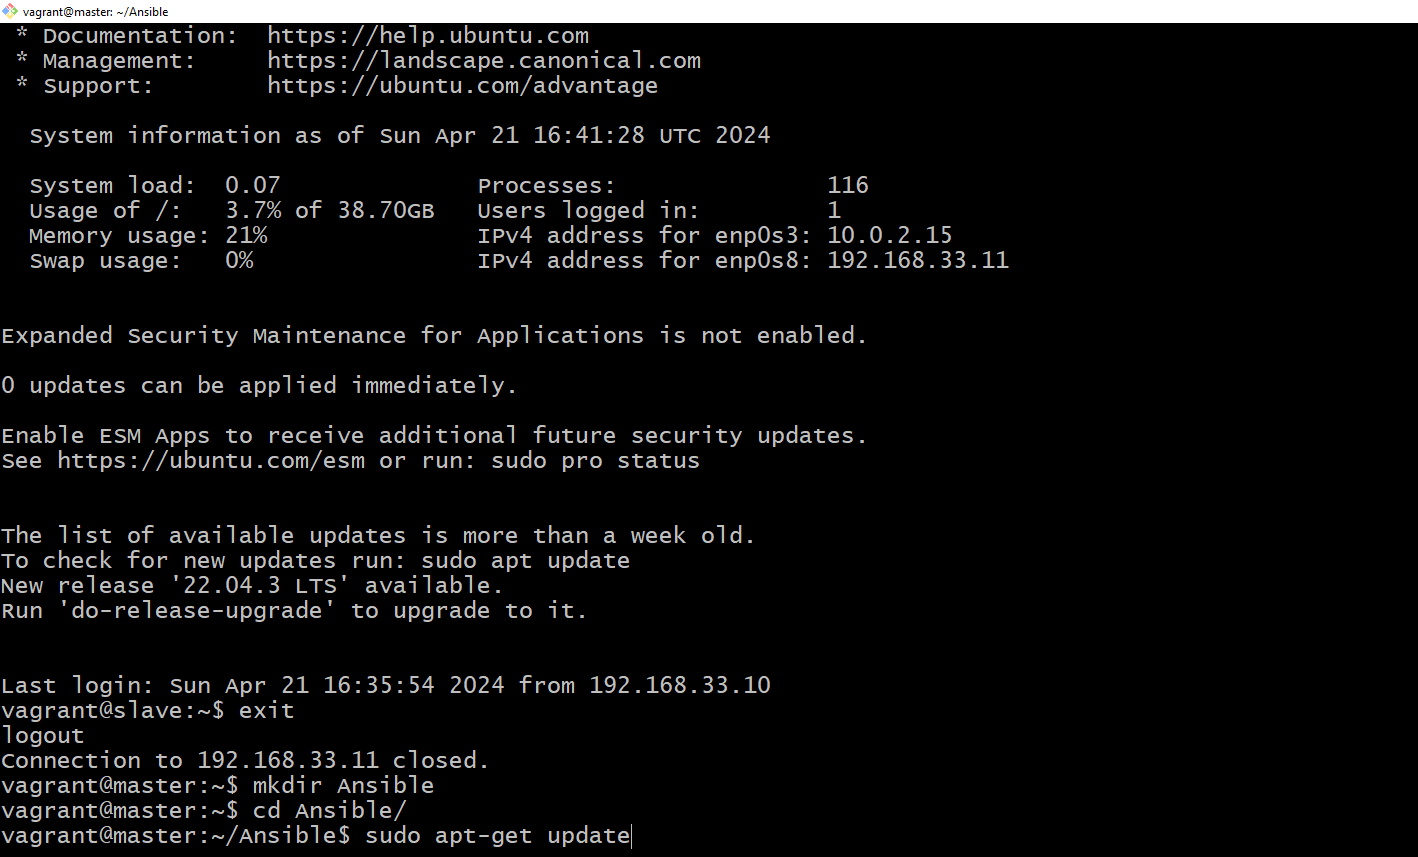 vagrant@master: ~/Ansible
 * Documentation:  https://help.ubuntu.com
 * Management:     https://landscape.canonical.com
 * Support:        https://ubuntu.com/advantage
  System information as of Sun Apr 21 16:41:28 UTC 2024
  System load:  0.07              Processes:               116
  Usage of /:   3.7% of 38.70GB   Users logged in:         1
  Memory usage: 21%               IPv4 address for enp0s3: 10.0.2.15
  Swap usage:   0%                IPv4 address for enp0s8: 192.168.33.11
Expanded Security Maintenance for Applications is not enabled.
0 updates can be applied immediately.
Enable ESM Apps to receive additional future security updates.
See https://ubuntu.com/esm or run: sudo pro status
The list of available updates is more than a week old.
To check for new updates run: sudo apt update
New release '22.04.3 LTS' available.
Run 'do-release-upgrade' to upgrade to it.
Last login: Sun Apr 21 16:35:54 2024 from 192.168.33.10
vagrant@slave:~$ exit
logout
Connection to 192.168.33.11 closed.
vagrant@master:~$ mkdir Ansible
vagrant@master:~$ cd Ansible/
vagrant@master:~/Ansible$ sudo apt-get update